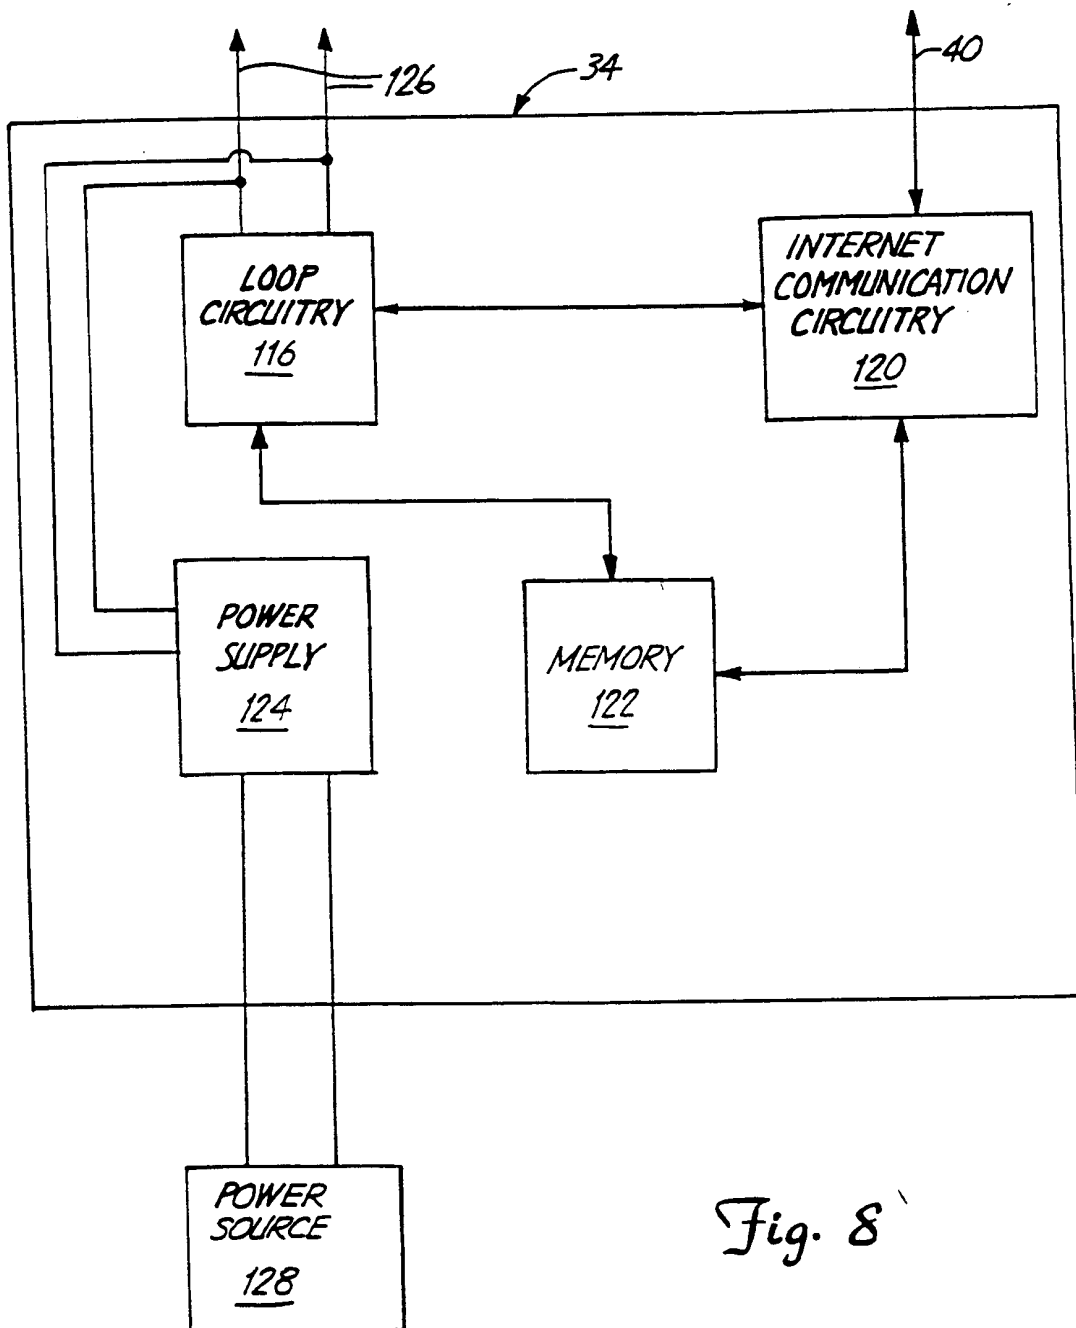 126
34
40
LOOP
CIRCUITRY
116
INTERNET
COMMUNICATION
CIRCUITRY
120
POWER
SUPPLY
124
MEMORY
122
POWER
SOURCE
128
Fig. 8